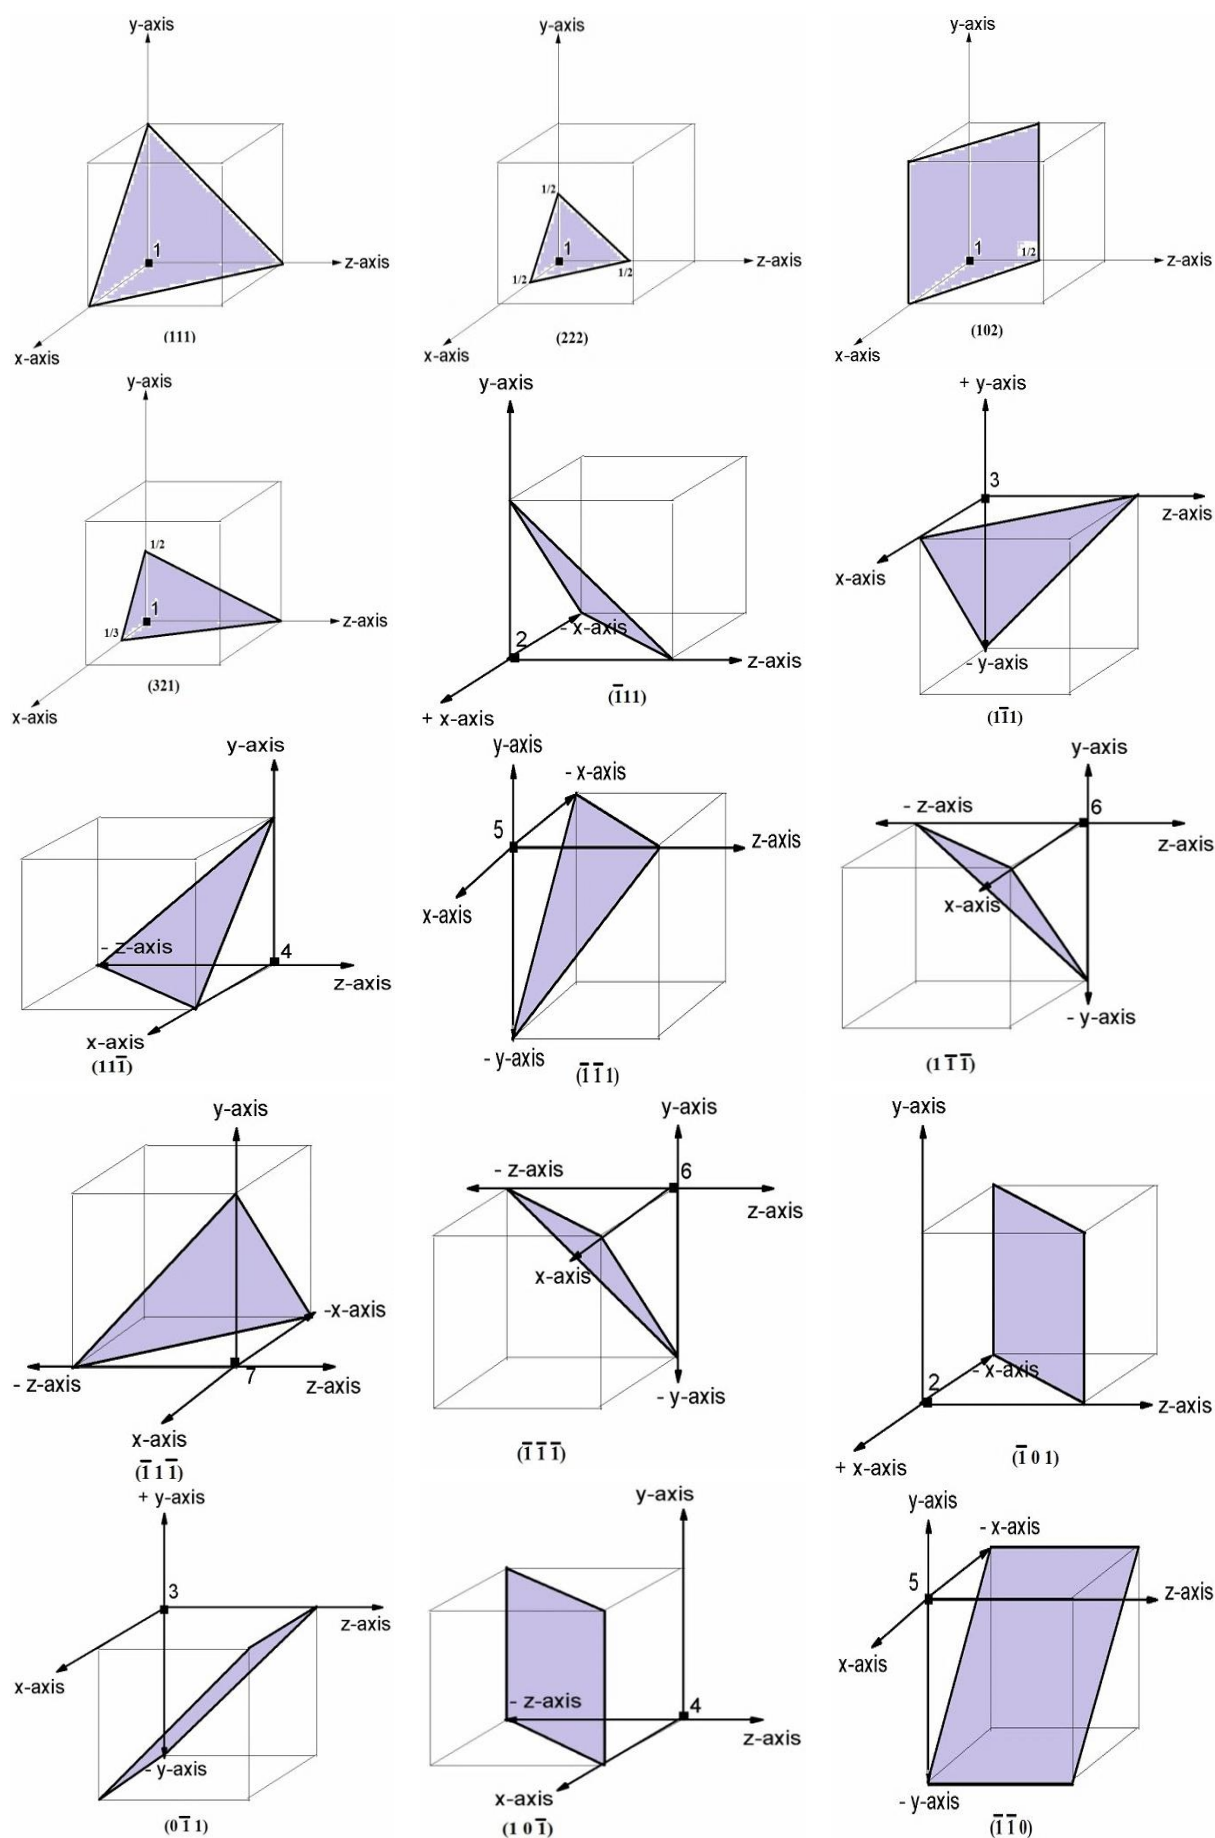 y-axis
1
z-axis
x-axis
(111)
y-axis
1/2
1
1/2
1/2
z-axis
x-axis
(222)
y-axis
1
1/2
z-axis
x-axis
(102)
y-axis
1/2
1
1/3
z-axis
x-axis
(321)
y-axis
2
- x-axis
z-axis
+ x-axis
(1̅11)
+ y-axis
3
z-axis
x-axis
- y-axis
(11̅1)
y-axis
- z-axis
4
z-axis
x-axis
(111̅)
y-axis
- x-axis
5
z-axis
x-axis
- y-axis
(1̅ 1̅ 1)
y-axis
- z-axis
6
z-axis
x-axis
- y-axis
(1 1̅ 1̅)
y-axis
-x-axis
- z-axis
7
z-axis
x-axis
(1̅ 1 1̅)
y-axis
- z-axis
6
z-axis
x-axis
- y-axis
(1̅ 1̅ 1̅)
y-axis
2
- x-axis
z-axis
+ x-axis
(1̅ 0 1)
+ y-axis
3
z-axis
x-axis
- y-axis
(0 1̅ 1)
y-axis
- z-axis
4
z-axis
x-axis
(1 0 1̅)
y-axis
- x-axis
5
z-axis
x-axis
- y-axis
(1̅ 1̅ 0)